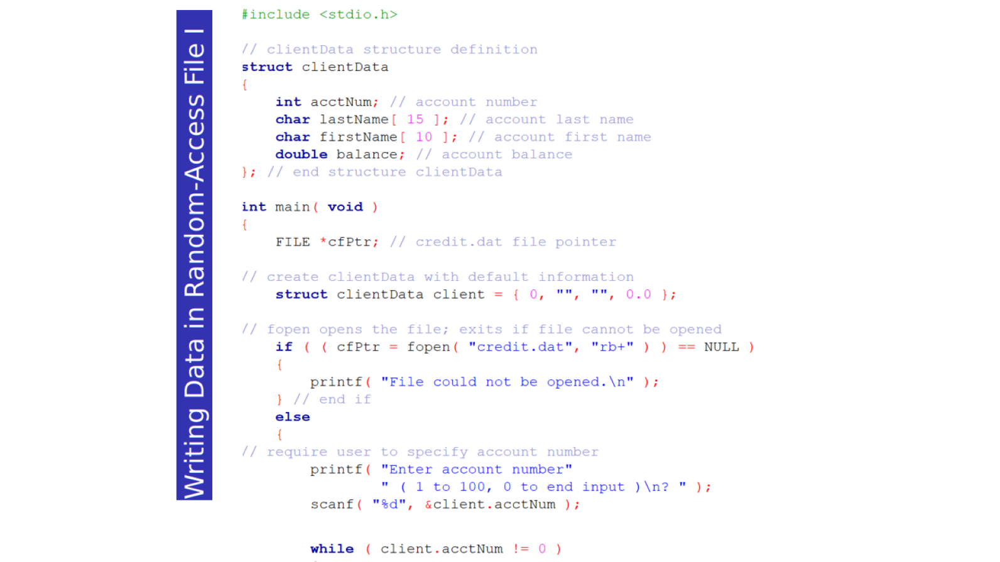 Writing Data in Random-Access File I
#include <stdio.h>
// clientData structure definition
struct clientData
{
int acctNum; // account number
char lastName[ 15 ]; // account last name
char firstName[ 10 ]; // account first name
double balance; // account balance
}; // end structure clientData
int main( void )
{
FILE *cfPtr; // credit.dat file pointer
// create clientData with default information
struct clientData client = { 0, "", "", 0.0 };
// fopen opens the file; exits if file cannot be opened
if ( ( cfPtr = fopen( "credit.dat", "rb+" ) ) == NULL )
{
printf( "File could not be opened.\n" );
} // end if
else
{
// require user to specify account number
printf( "Enter account number"
" ( 1 to 100, 0 to end input )\n? " );
scanf( "%d", &client.acctNum );
while ( client.acctNum != 0 )